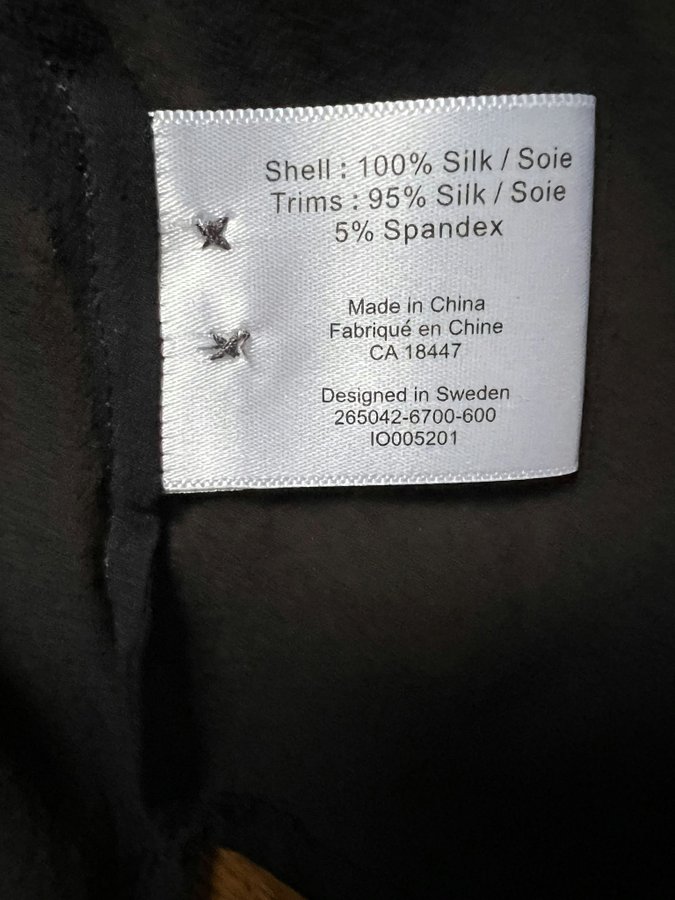 Shell : 100% Silk / Soie
Trims : 95% Silk / Soie
5% Spandex
Made in China
Fabriqué en Chine
CA 18447
Designed in Sweden
265042-6700-600
IO005201